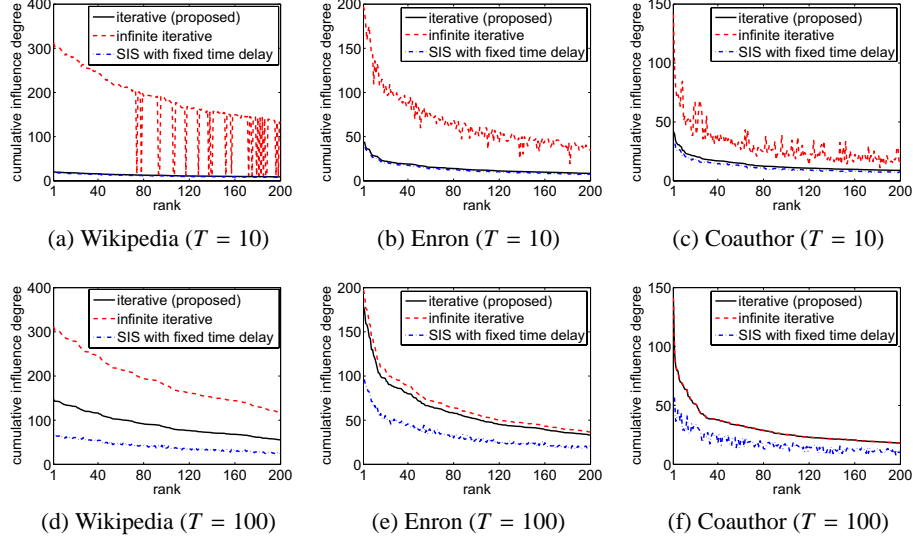 cumulative influence degree
400
300
200
100
0
1
40
80
120
160
200
rank
iterative (proposed)
infinite iterative
SIS with fixed time delay
(a) Wikipedia (T = 10)
cumulative influence degree
200
150
100
50
0
1
40
80
120
160
200
rank
iterative (proposed)
infinite iterative
SIS with fixed time delay
(b) Enron (T = 10)
cumulative influence degree
150
100
50
0
1
40
80
120
160
200
rank
iterative (proposed)
infinite iterative
SIS with fixed time delay
(c) Coauthor (T = 10)
cumulative influence degree
400
300
200
100
0
1
40
80
120
160
200
rank
iterative (proposed)
infinite iterative
SIS with fixed time delay
(d) Wikipedia (T = 100)
cumulative influence degree
200
150
100
50
0
1
40
80
120
160
200
rank
iterative (proposed)
infinite iterative
SIS with fixed time delay
(e) Enron (T = 100)
cumulative influence degree
150
100
50
0
1
40
80
120
160
200
rank
iterative (proposed)
infinite iterative
SIS with fixed time delay
(f) Coauthor (T = 100)